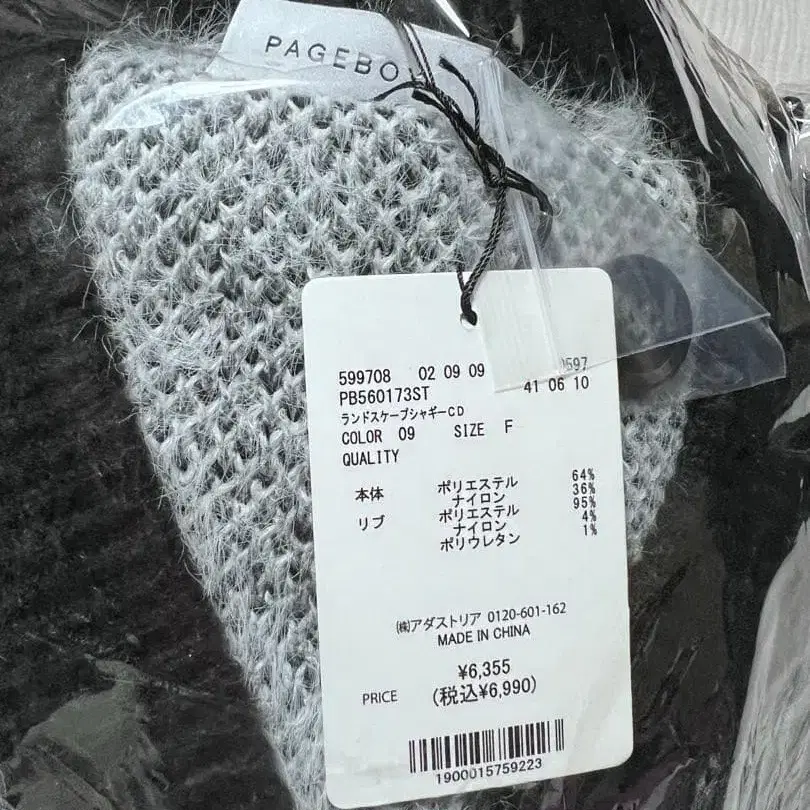 PAGEBO
599708 02 09 09 0597
PB560173ST 41 06 10
ランドスケープシャギーCD
COLOR 09 SIZE F
QUALITY
本体 ポリエステル 64%
ナイロン 36%
リブ ポリエステル 95%
ナイロン 4%
ポリウレタン 1%
㈱アダストリア 0120-601-162
MADE IN CHINA
¥6,355
PRICE (税込¥6,990)
1900015759223